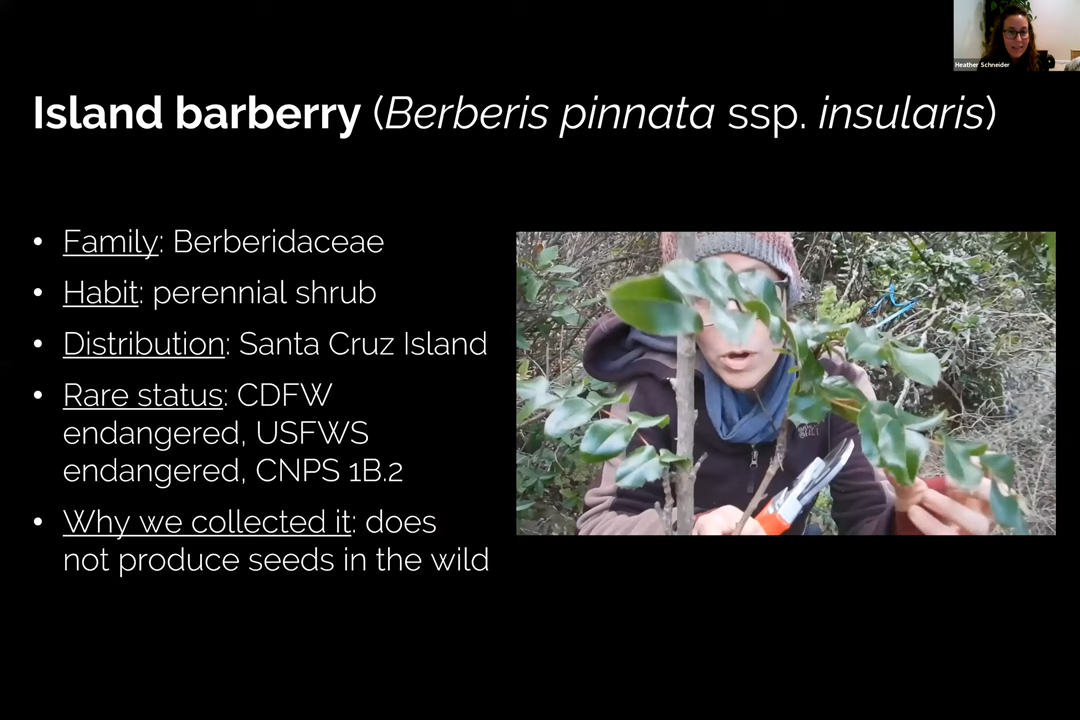 Heather Schneider
Island barberry (Berberis pinnata ssp. insularis)
• Family: Berberidaceae
• Habit: perennial shrub
• Distribution: Santa Cruz Island
• Rare status: CDFW
endangered, USFWS
endangered, CNPS 1B.2
• Why we collected it: does
not produce seeds in the wild